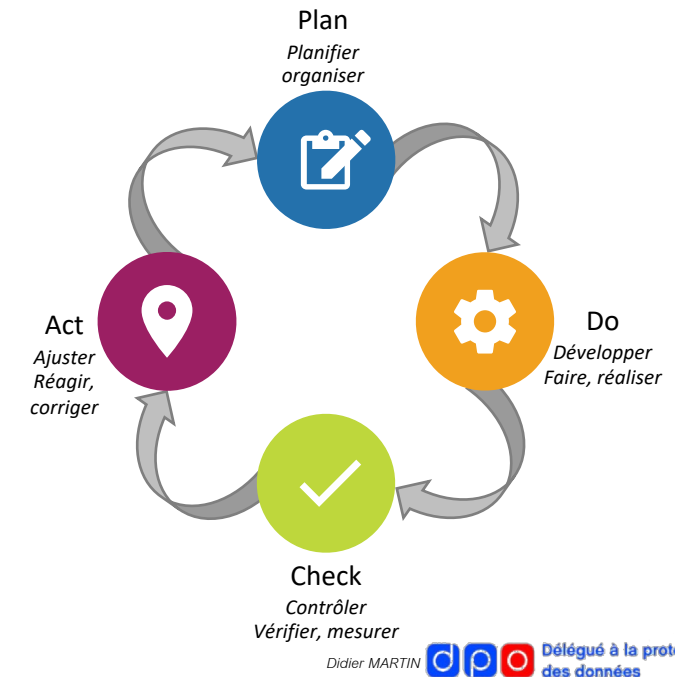 Plan
Planifier
organiser
Do
Développer
Faire, réaliser
Check
Contrôler
Vérifier, mesurer
Act
Ajuster
Réagir,
corriger
Didier MARTIN
dpo
Délégué à la
des données